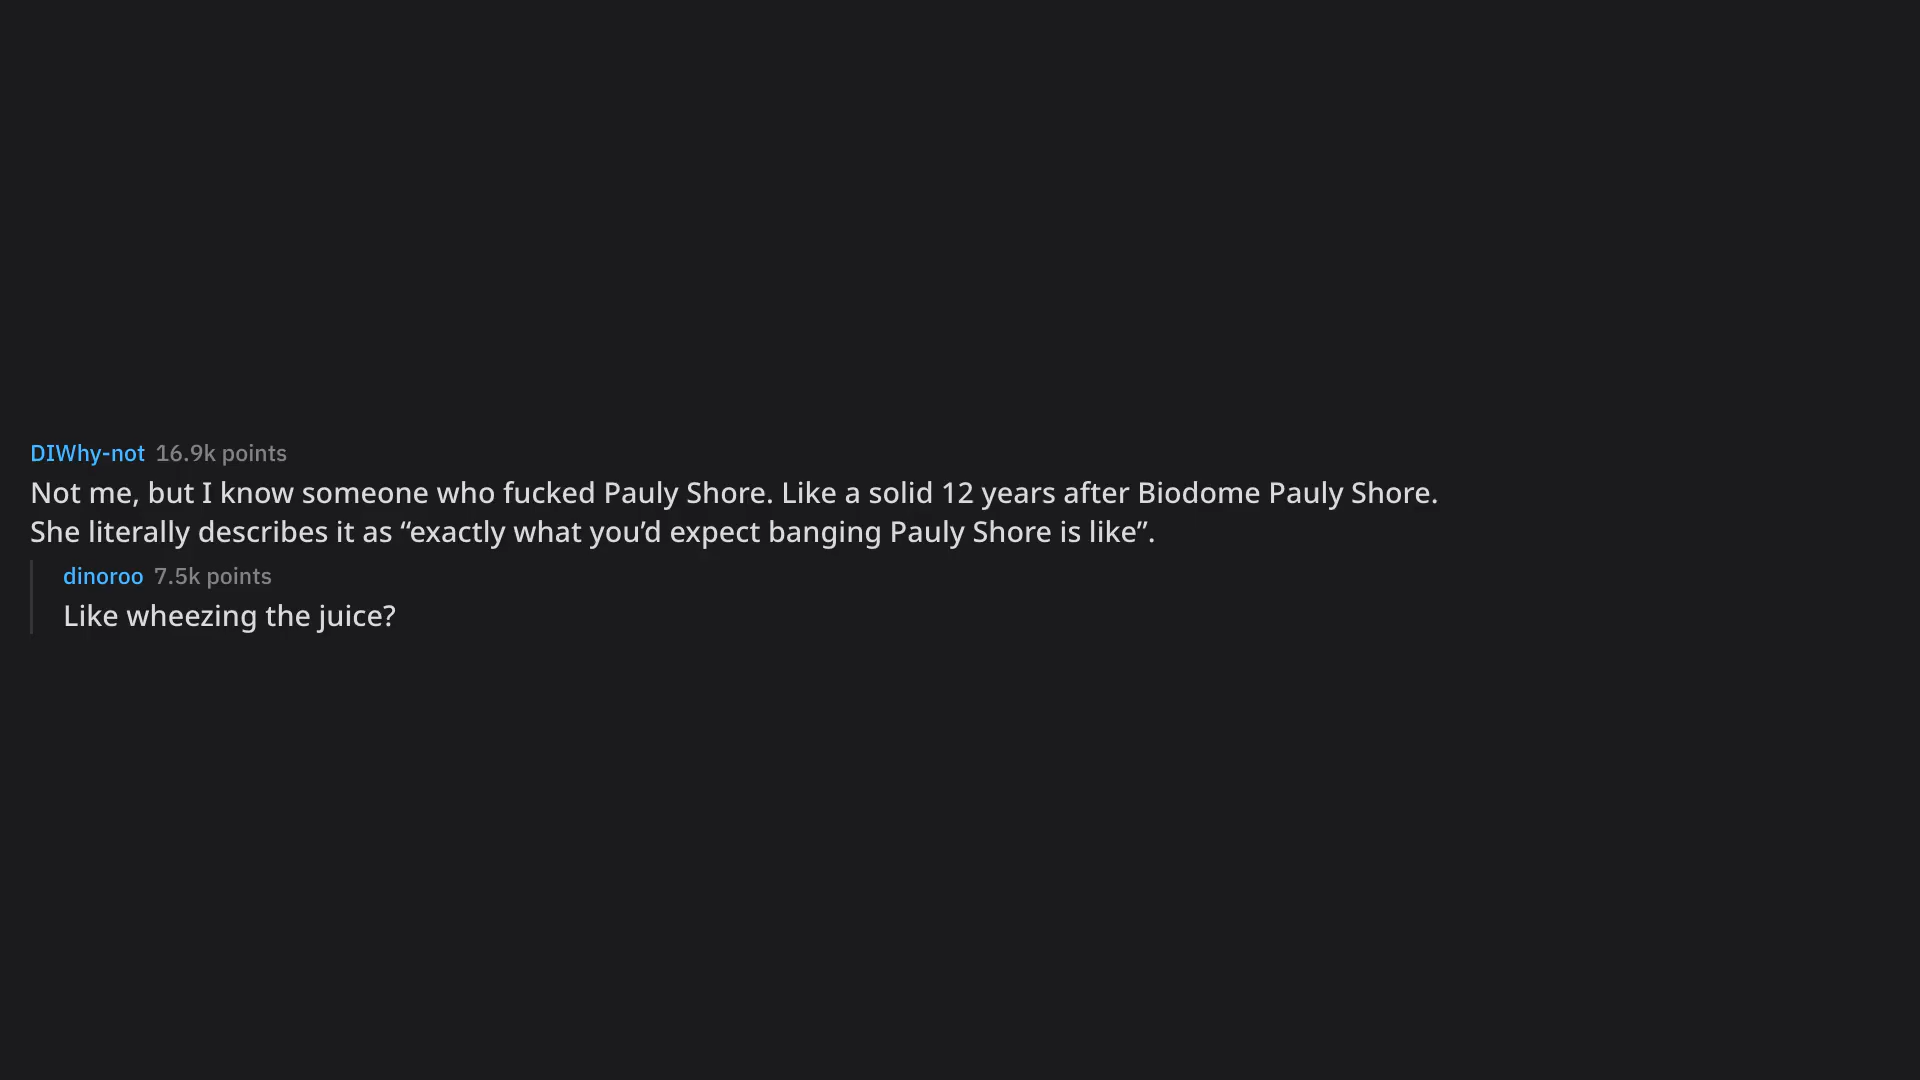 DIWhy-not 16.9k points
Not me, but I know someone who fucked Pauly Shore. Like a solid 12 years after Biodome Pauly Shore.
She literally describes it as “exactly what you’d expect banging Pauly Shore is like”.
dinoroo 7.5k points
Like wheezing the juice?